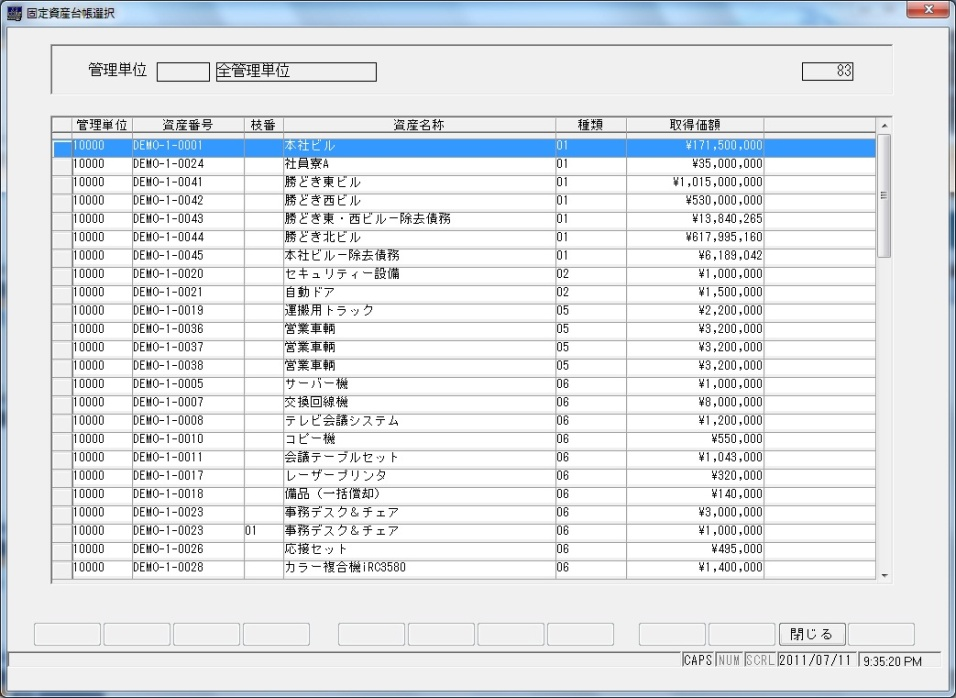 固定資産台帳選択
管理単位 全管理単位 83
管理単位 資産番号 枝番 資産名称 種類 取得価額
10000 DEMO-1-0001 本社ビル 01 ¥171,500,000
10000 DEMO-1-0024 社員寮A 01 ¥35,000,000
10000 DEMO-1-0041 勝どき東ビル 01 ¥1,015,000,000
10000 DEMO-1-0042 勝どき西ビル 01 ¥530,000,000
10000 DEMO-1-0043 勝どき東・西ビルー除去債務 01 ¥13,840,265
10000 DEMO-1-0044 勝どき北ビル 01 ¥617,995,160
10000 DEMO-1-0045 本社ビルー除去債務 01 ¥6,189,042
10000 DEMO-1-0020 セキュリティー設備 02 ¥1,000,000
10000 DEMO-1-0021 自動ドア 02 ¥1,500,000
10000 DEMO-1-0019 運搬用トラック 05 ¥2,200,000
10000 DEMO-1-0036 営業車輌 05 ¥3,200,000
10000 DEMO-1-0037 営業車輌 05 ¥3,200,000
10000 DEMO-1-0038 営業車輌 05 ¥3,200,000
10000 DEMO-1-0005 サーバー機 06 ¥1,000,000
10000 DEMO-1-0007 交換回線機 06 ¥8,000,000
10000 DEMO-1-0008 テレビ会議システム 06 ¥1,200,000
10000 DEMO-1-0010 コピー機 06 ¥550,000
10000 DEMO-1-0011 会議テーブルセット 06 ¥1,043,000
10000 DEMO-1-0017 レーザープリンタ 06 ¥320,000
10000 DEMO-1-0018 備品（一括償却） 06 ¥140,000
10000 DEMO-1-0023 事務デスク＆チェア 06 ¥3,000,000
10000 DEMO-1-0023 01 事務デスク＆チェア 06 ¥1,000,000
10000 DEMO-1-0026 応接セット 06 ¥495,000
10000 DEMO-1-0028 カラー複合機iRC3580 06 ¥1,400,000
閉じる
CAPS NUM SCRL 2011/07/11 9:35:20 PM